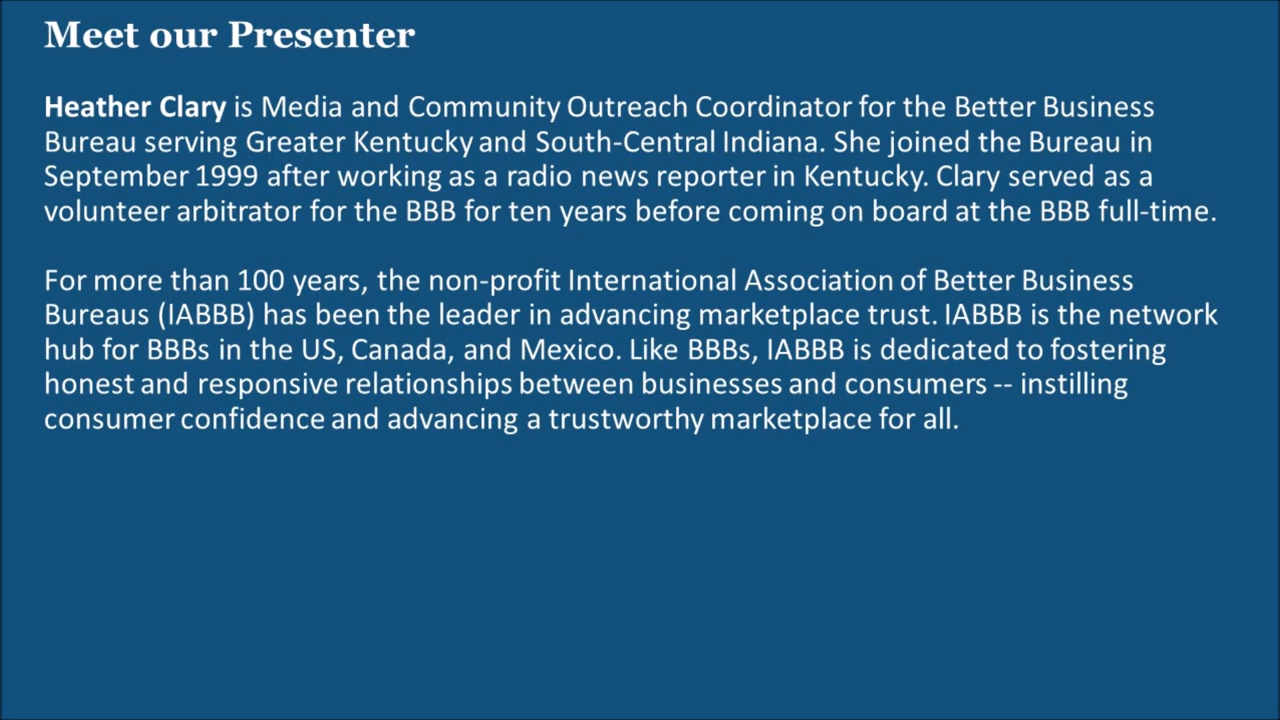 Meet our Presenter
Heather Clary is Media and Community Outreach Coordinator for the Better Business
Bureau serving Greater Kentucky and South-Central Indiana. She joined the Bureau in
September 1999 after working as a radio news reporter in Kentucky. Clary served as a
volunteer arbitrator for the BBB for ten years before coming on board at the BBB full-time.
For more than 100 years, the non-profit International Association of Better Business
Bureaus (IABBB) has been the leader in advancing marketplace trust. IABBB is the network
hub for BBBs in the US, Canada, and Mexico. Like BBBs, IABBB is dedicated to fostering
honest and responsive relationships between businesses and consumers -- instilling
consumer confidence and advancing a trustworthy marketplace for all.